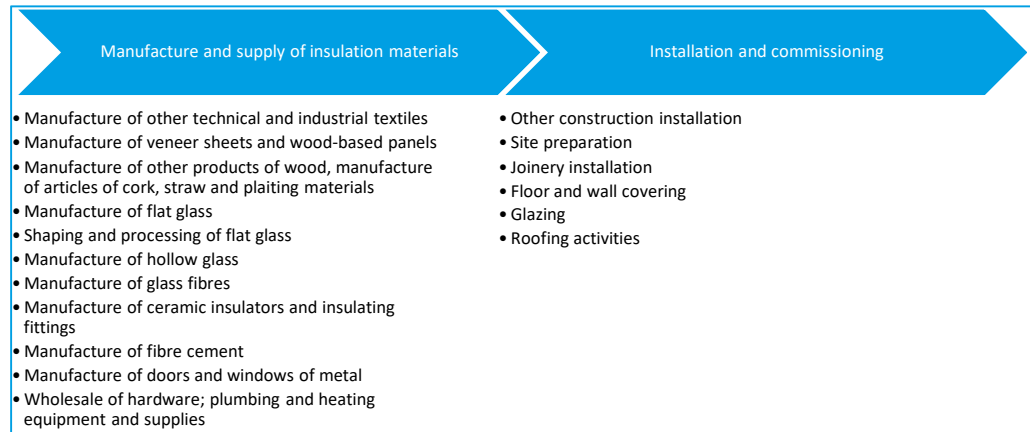 Manufacture and supply of insulation materials
Installation and commissioning
• Manufacture of other technical and industrial textiles
• Manufacture of veneer sheets and wood-based panels
• Manufacture of other products of wood, manufacture
of articles of cork, straw and plaiting materials
• Manufacture of flat glass
• Shaping and processing of flat glass
• Manufacture of hollow glass
• Manufacture of glass fibres
• Manufacture of ceramic insulators and insulating
fittings
• Manufacture of fibre cement
• Manufacture of doors and windows of metal
• Wholesale of hardware; plumbing and heating
equipment and supplies
• Other construction installation
• Site preparation
• Joinery installation
• Floor and wall covering
• Glazing
• Roofing activities